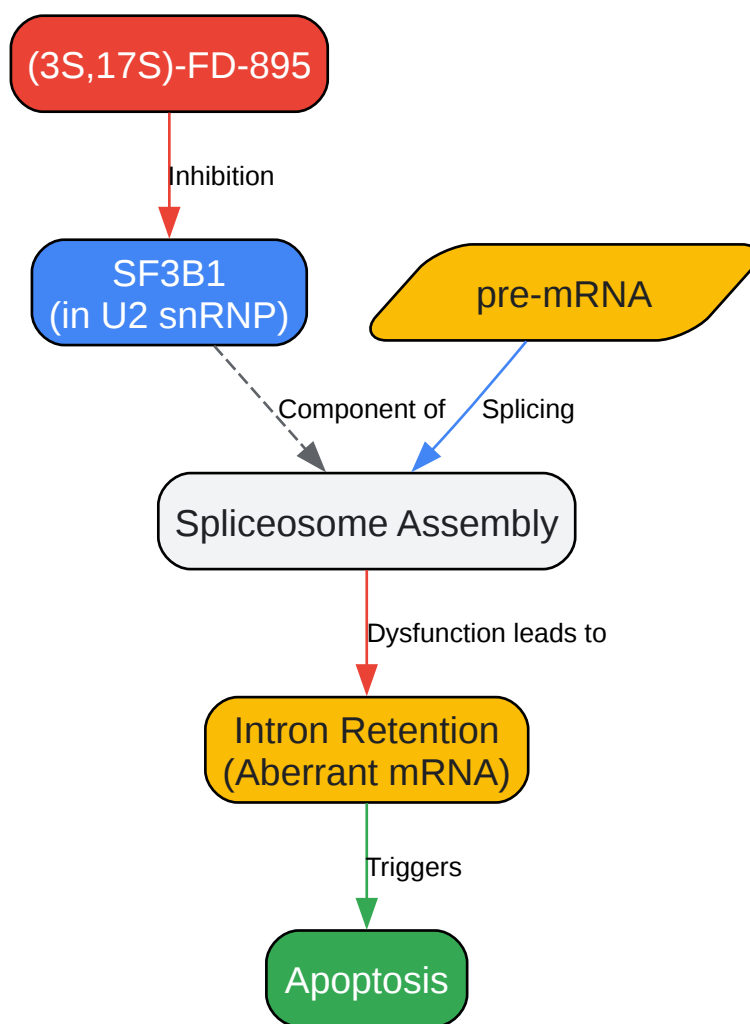 (3S,17S)-FD-895
Inhibition
SF3B1
(in U2 snRNP)
pre-mRNA
Component of
Splicing
Spliceosome Assembly
Dysfunction leads to
Intron Retention
(Aberrant mRNA)
Triggers
Apoptosis